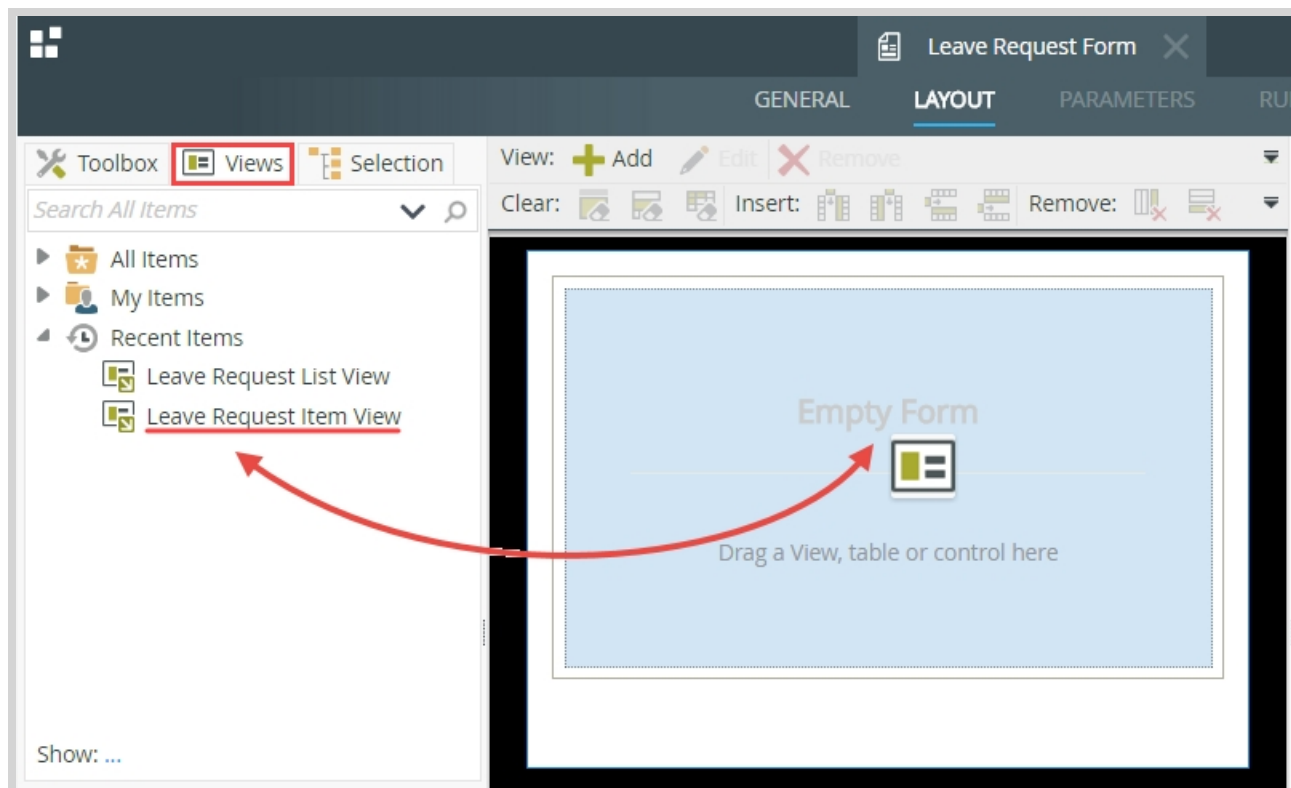 Leave Request Form
GENERAL LAYOUT PARAMETERS RU
Toolbox Views Selection
View: Add Edit Remove
Search All Items
Clear: Insert: Remove:
All Items
My Items
Recent Items
Leave Request List View
Leave Request Item View
Empty Form
Drag a View, table or control here
Show: ...